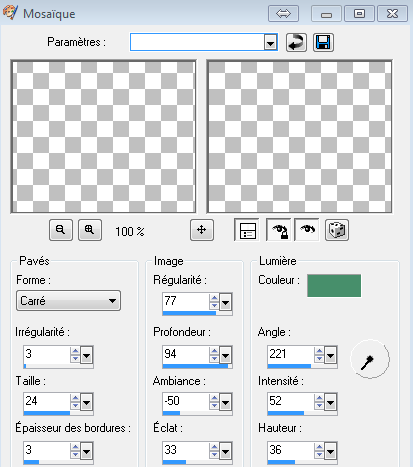 Mosaïque
Paramètres :
100 %
Pavés
Forme :
Carré
Irrégularité :
3
Taille :
24
Épaisseur des bordures :
3
Image
Régularité :
77
Profondeur :
94
Ambiance :
-50
Éclat :
33
Lumière
Couleur :
Angle :
221
Intensité :
52
Hauteur :
36